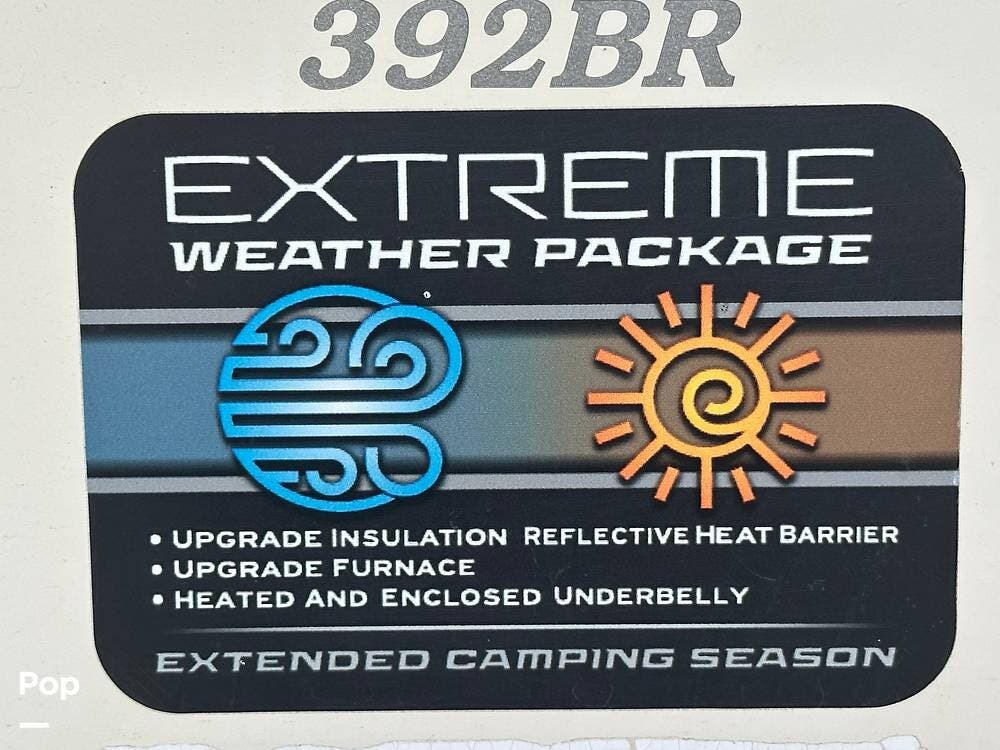 392BR
EXTREME
WEATHER PACKAGE
• UPGRADE INSULATION REFLECTIVE HEAT BARRIER
• UPGRADE FURNACE
• HEATED AND ENCLOSED UNDERBELLY
EXTENDED CAMPING SEASON
Pop